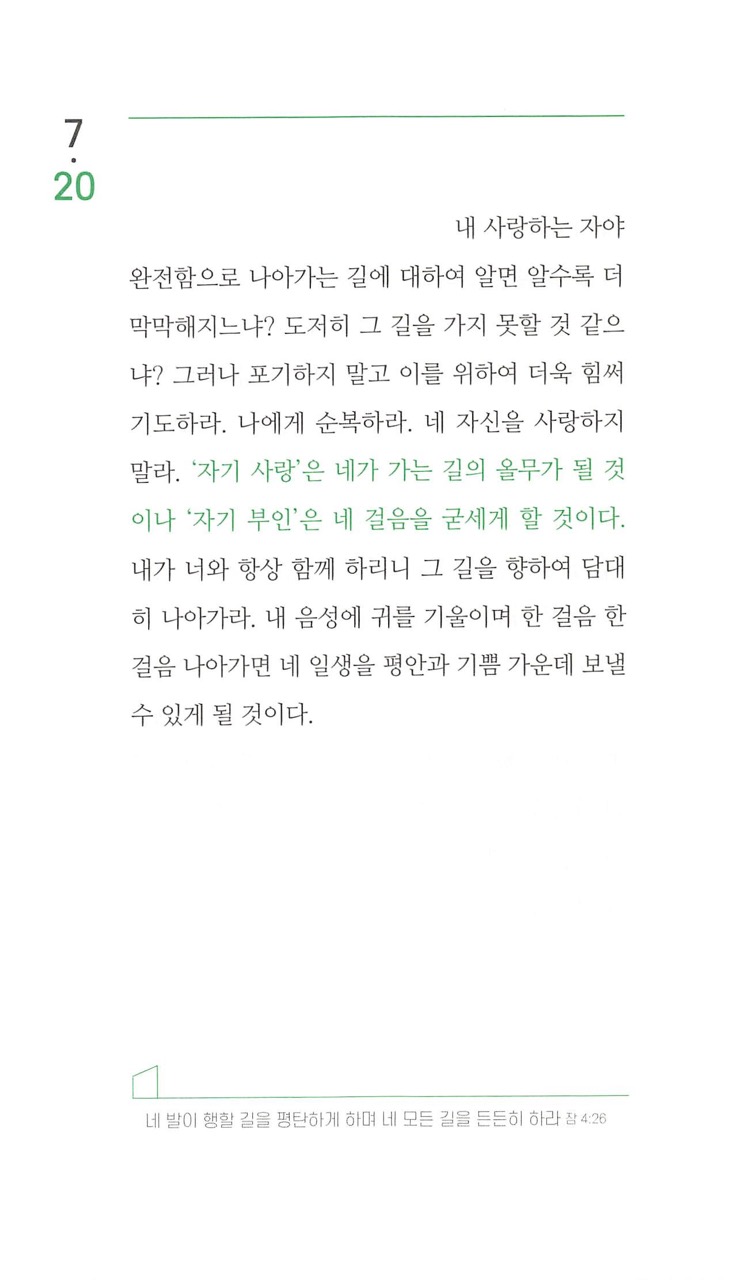 7
·
20
내 사랑하는 자야
완전함으로 나아가는 길에 대하여 알면 알수록 더
막막해지느냐? 도저히 그 길을 가지 못할 것 같으
냐? 그러나 포기하지 말고 이를 위하여 더욱 힘써
기도하라. 나에게 순복하라. 네 자신을 사랑하지
말라. ‘자기 사랑’은 네가 가는 길의 올무가 될 것
이나 ‘자기 부인’은 네 걸음을 굳세게 할 것이다.
내가 너와 항상 함께 하리니 그 길을 향하여 담대
히 나아가라. 내 음성에 귀를 기울이며 한 걸음 한
걸음 나아가면 네 일생을 평안과 기쁨 가운데 보낼
수 있게 될 것이다.
네 발이 행할 길을 평탄하게 하며 네 모든 길을 든든히 하라 잠 4:26